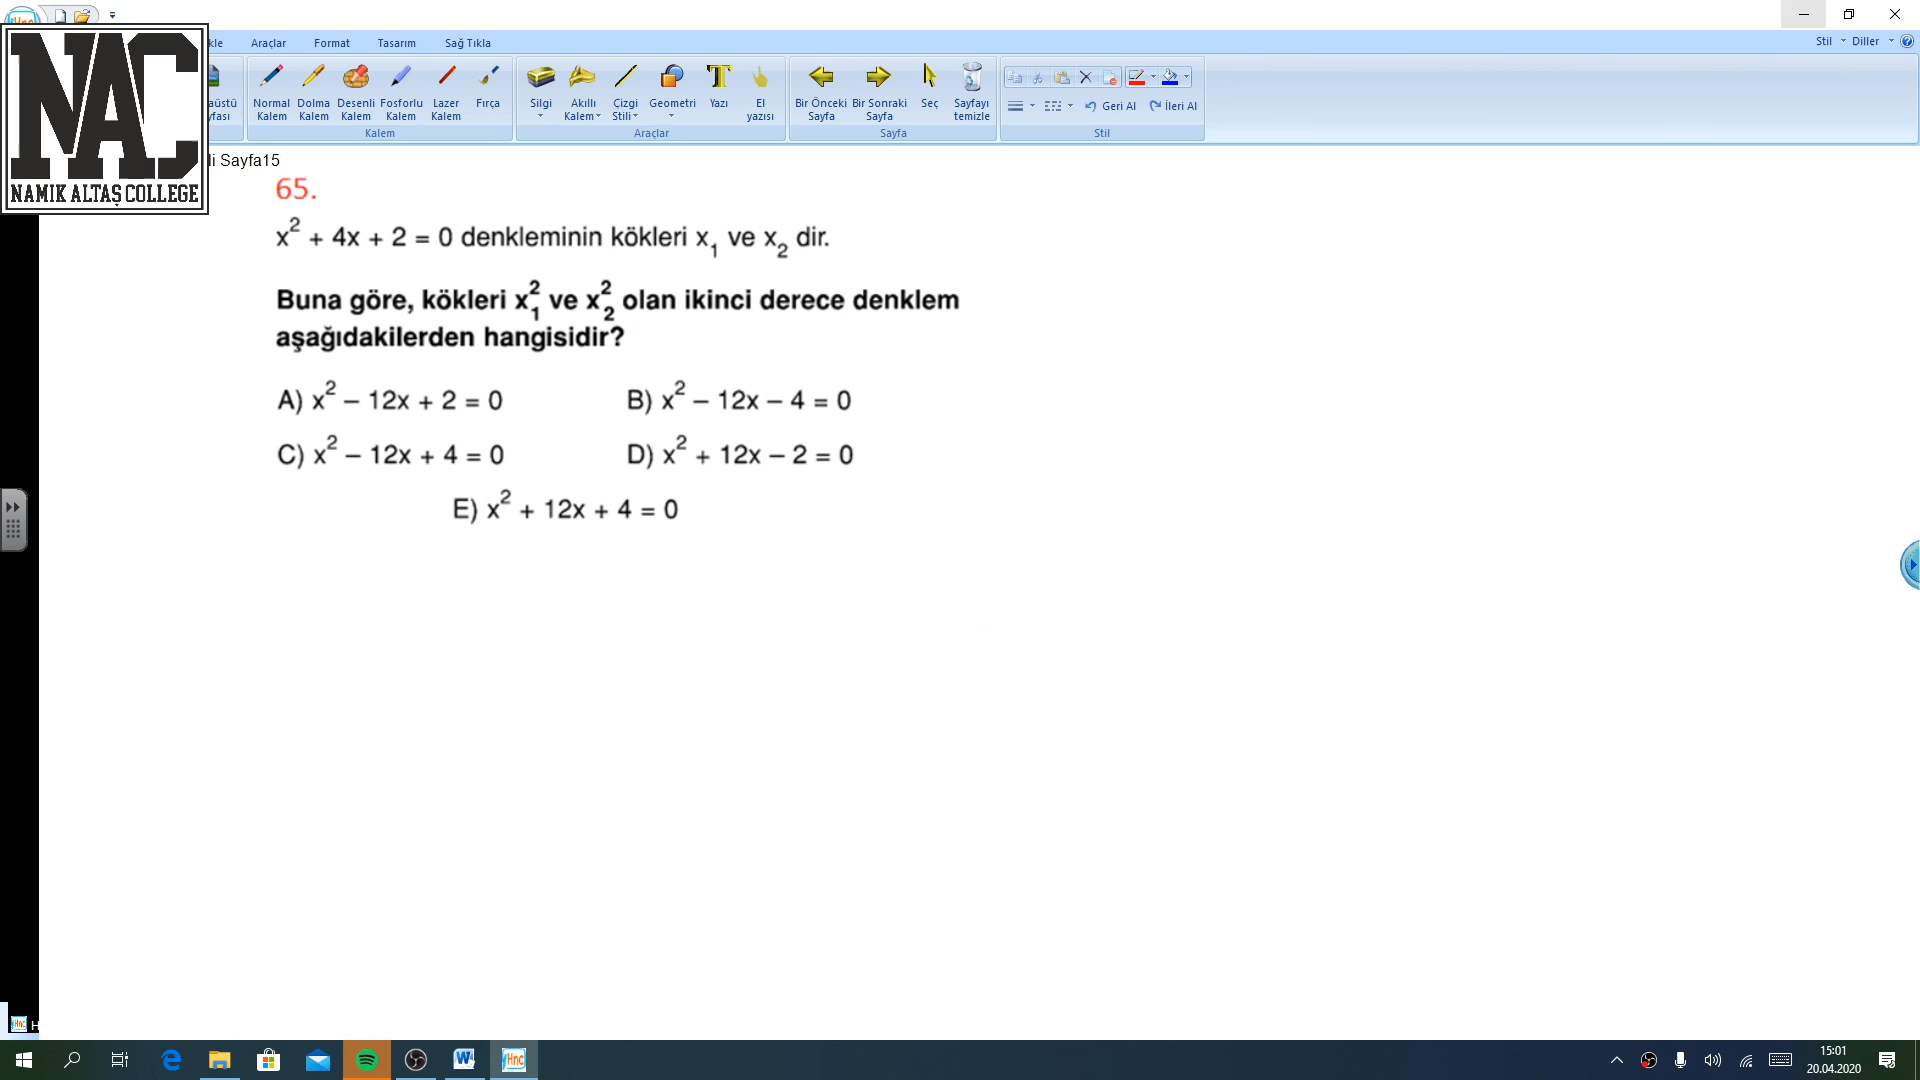 Araçlar Format Tasarım Sağ Tıkla
Stil Diller
NAC
NAMIK ALTAŞ COLLEGE
Normal Kalem
Dolma Kalem
Desenli Kalem
Fosforlu Kalem
Lazer Kalem
Fırça
Kalem
Silgi
Akıllı Kalem
Çizgi Stili
Geometri
Yazı
El yazısı
Araçlar
Bir Önceki Sayfa
Bir Sonraki Sayfa
Seç
Sayfayı temizle
Sayfa
Geri Al İleri Al
Stil
li Sayfa15
65.
x² + 4x + 2 = 0 denkleminin kökleri x₁ ve x₂ dir.
Buna göre, kökleri x₁² ve x₂² olan ikinci derece denklem
aşağıdakilerden hangisidir?
A) x² – 12x + 2 = 0 B) x² – 12x – 4 = 0
C) x² – 12x + 4 = 0 D) x² + 12x – 2 = 0
E) x² + 12x + 4 = 0
Hnc
15:01
20.04.2020